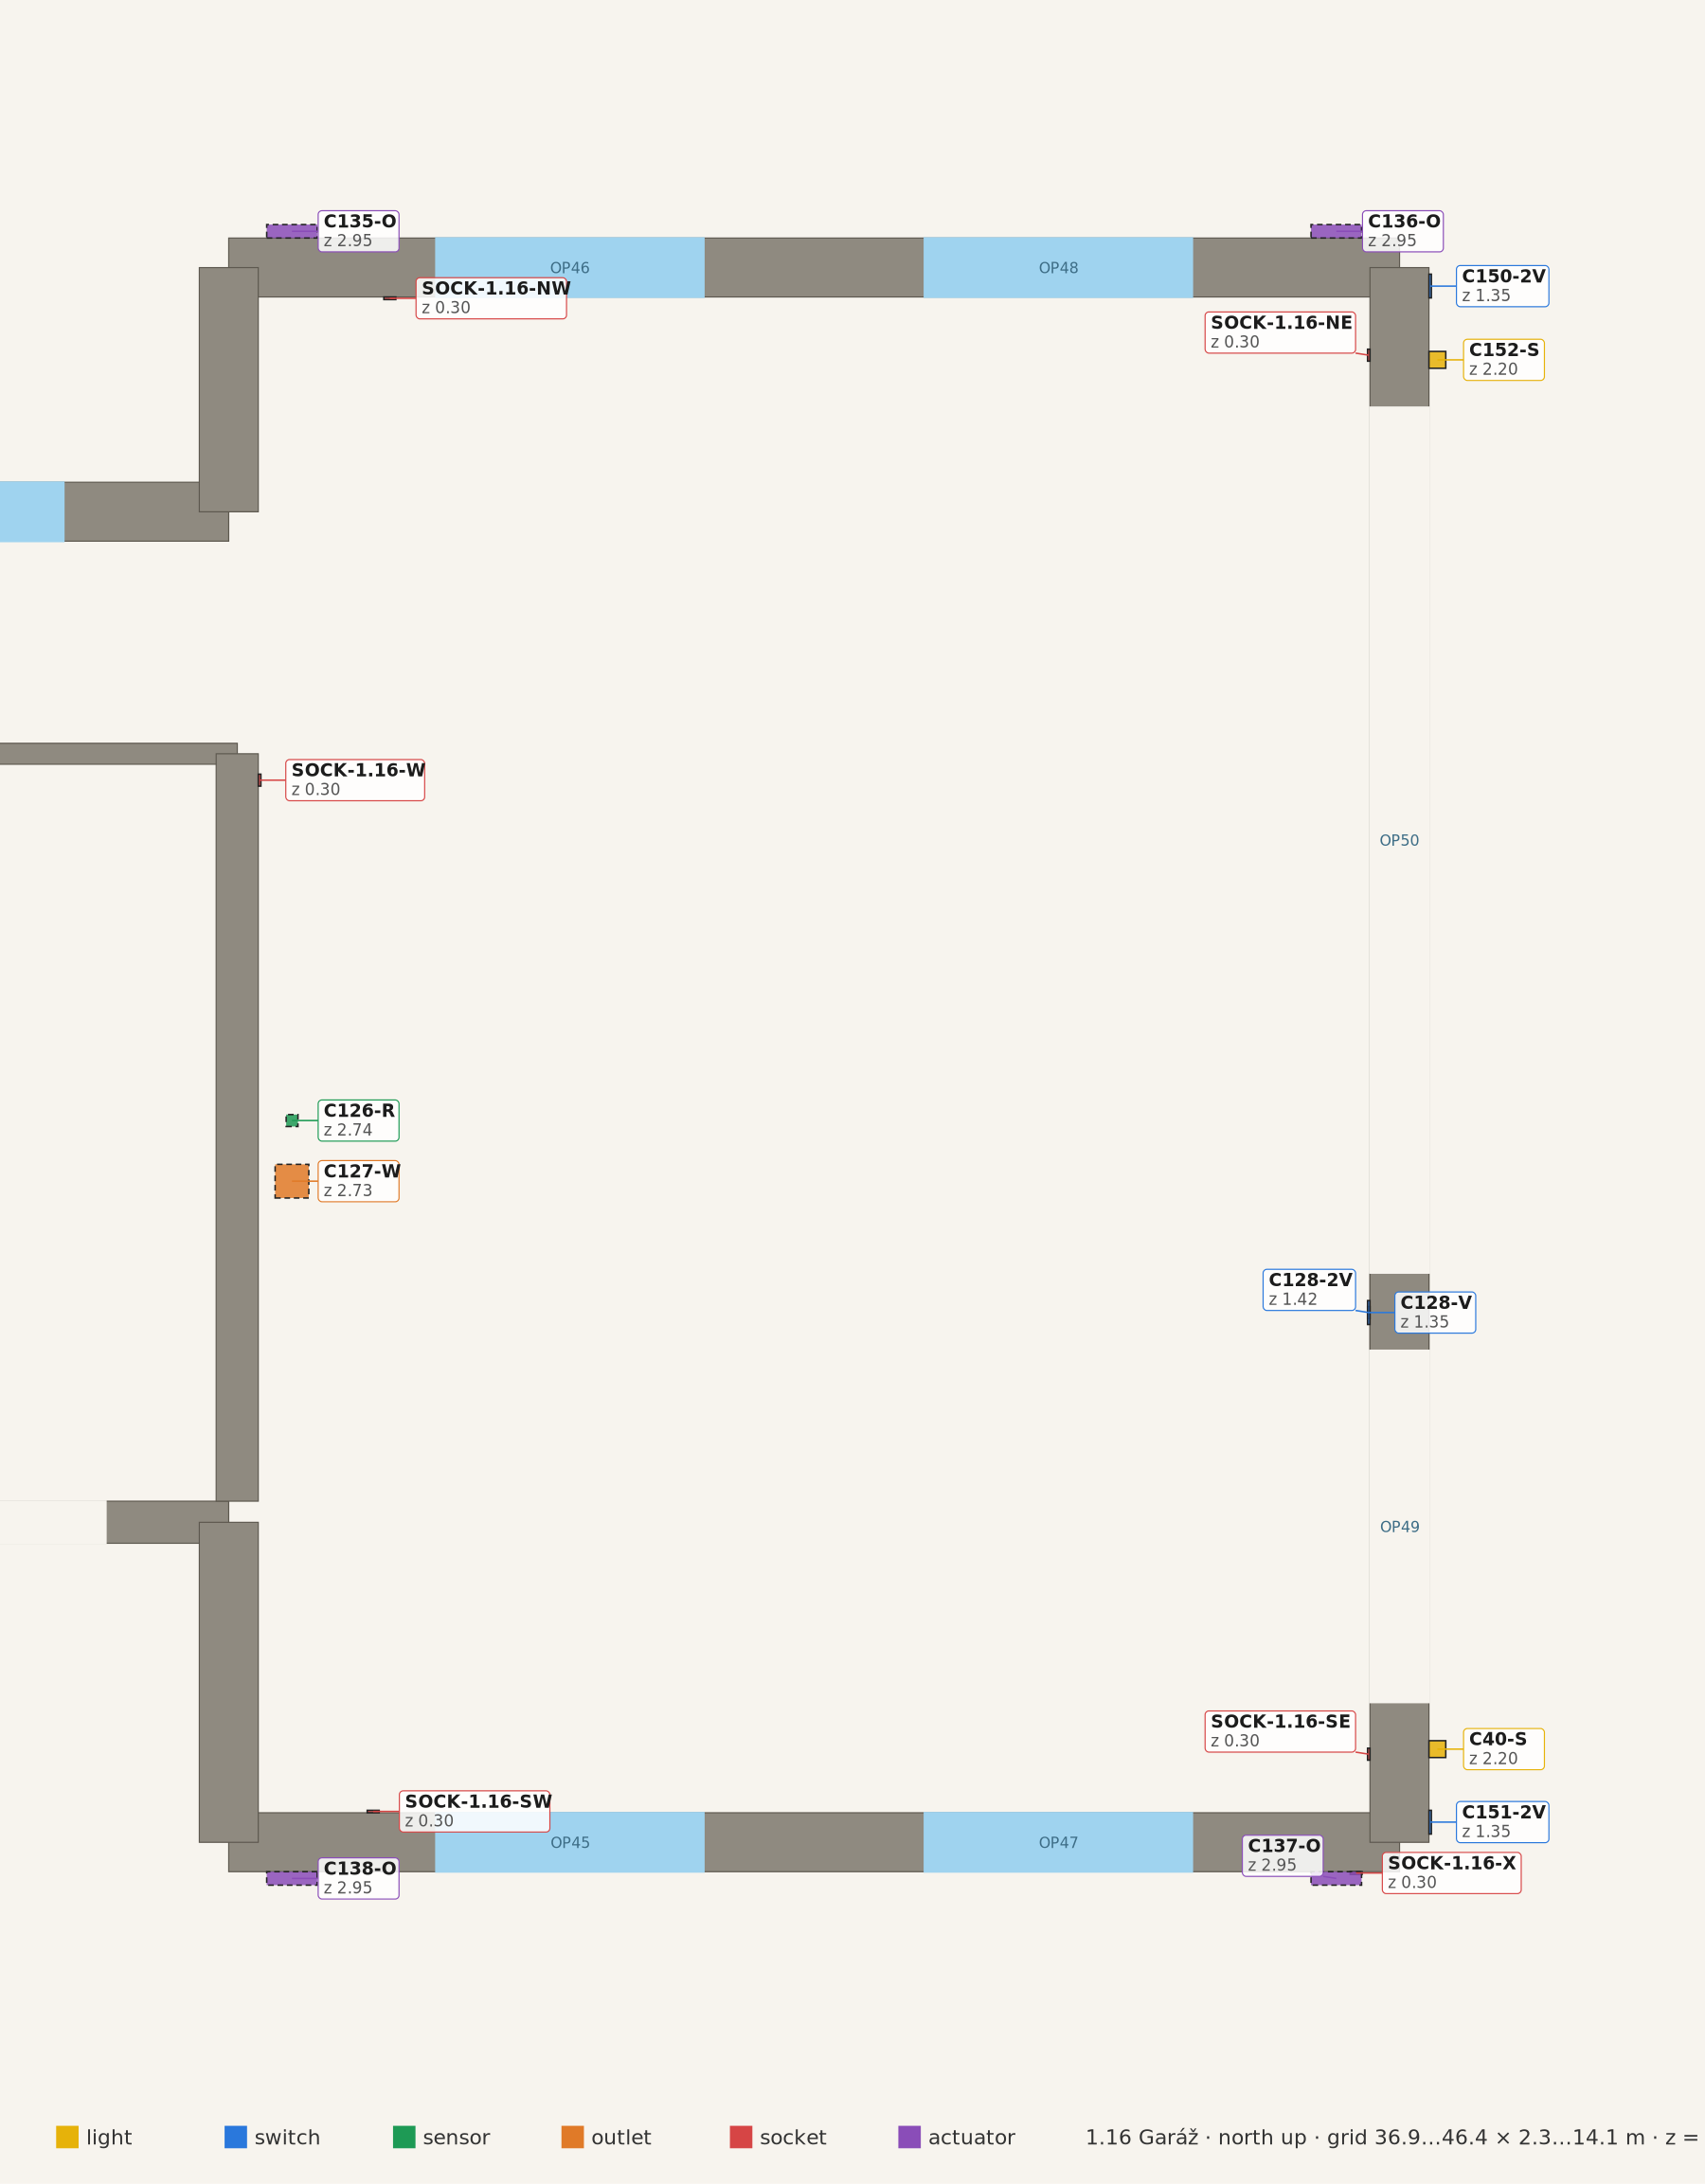 C135-O
z 2.95
C136-O
z 2.95
OP46
OP48
C150-2V
z 1.35
SOCK-1.16-NW
z 0.30
SOCK-1.16-NE
z 0.30
C152-S
z 2.20
SOCK-1.16-W
z 0.30
OP50
C126-R
z 2.74
C127-W
z 2.73
C128-2V
z 1.42
C128-V
z 1.35
OP49
SOCK-1.16-SE
z 0.30
C40-S
z 2.20
SOCK-1.16-SW
z 0.30
C151-2V
z 1.35
OP45
OP47
C137-O
z 2.95
C138-O
z 2.95
SOCK-1.16-X
z 0.30
light
switch
sensor
outlet
socket
actuator
1.16 Garáž · north up · grid 36.9…46.4 × 2.3…14.1 m · z =